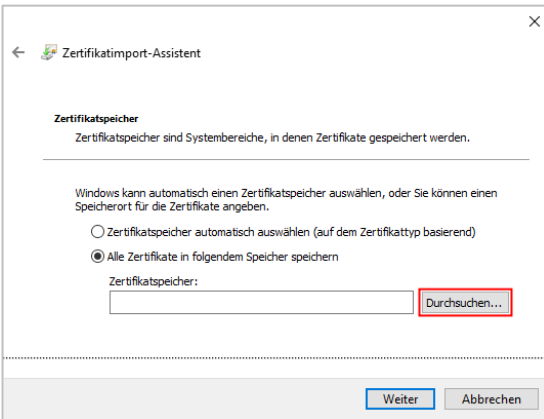 Zertifikatimport-Assistent
Zertifikatspeicher
Zertifikatspeicher sind Systembereiche, in denen Zertifikate gespeichert werden.
Windows kann automatisch einen Zertifikatspeicher auswählen, oder Sie können einen
Speicherort für die Zertifikate angeben.
Zertifikatspeicher automatisch auswählen (auf dem Zertifikattyp basierend)
Alle Zertifikate in folgendem Speicher speichern
Zertifikatspeicher:
Durchsuchen...
Weiter Abbrechen